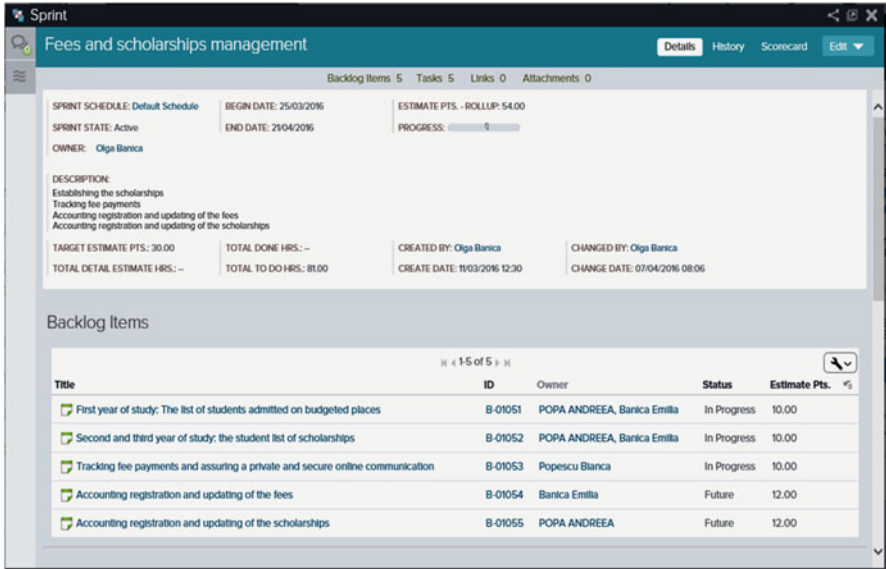 Sprint
Fees and scholarships management
Details History Scorecard Edit
Backlog Items 5 Tasks 5 Links 0 Attachments 0
SPRINT SCHEDULE: Default Schedule BEGIN DATE: 25/03/2016 ESTIMATE PTS. - ROLLUP: 54.00
SPRINT STATE: Active END DATE: 21/04/2016 PROGRESS:
OWNER: Olga Banica
DESCRIPTION:
Establishing the scholarships
Tracking fee payments
Accounting registration and updating of the fees
Accounting registration and updating of the scholarships
TARGET ESTIMATE PTS.: 30.00 TOTAL DONE HRS.: – CREATED BY: Olga Banica CHANGED BY: Olga Banica
TOTAL DETAIL ESTIMATE HRS.: – TOTAL TO DO HRS.: 81.00 CREATE DATE: 11/03/2016 12:30 CHANGE DATE: 07/04/2016 08:06
Backlog Items
1-5 of 5
Title ID Owner Status Estimate Pts.
First year of study: The list of students admitted on budgeted places B-01051 POPA ANDREEA, Banica Emilia In Progress 10.00
Second and third year of study: the student list of scholarships B-01052 POPA ANDREEA, Banica Emilia In Progress 10.00
Tracking fee payments and assuring a private and secure online communication B-01053 Popescu Bianca In Progress 10.00
Accounting registration and updating of the fees B-01054 Banica Emilia Future 12.00
Accounting registration and updating of the scholarships B-01055 POPA ANDREEA Future 12.00